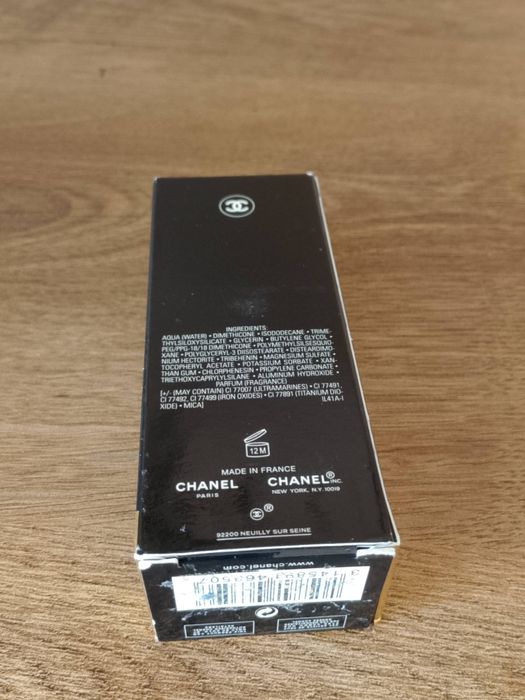 INGREDIENTS:
AQUA (WATER) • DIMETHICONE • ISODODECANE • TRIME-
THYLSILOXYSILICATE • GLYCERIN • BUTYLENE GLYCOL •
PEG/PPG-18/18 DIMETHICONE • POLYMETHYLSILSESQUIO-
XANE • POLYGLYCERYL-3 DIISOSTEARATE • DISTEARDIMO-
NIUM HECTORITE • TRIBEHENIN • MAGNESIUM SULFATE •
TOCOPHERYL ACETATE • POTASSIUM SORBATE • XAN-
THAN GUM • CHLORPHENESIN • PROPYLENE CARBONATE •
TRIETHOXYCAPRYLYLSILANE • ALUMINUM HYDROXIDE •
PARFUM (FRAGRANCE)
[+/- (MAY CONTAIN) CI 77007 (ULTRAMARINES) • CI 77491,
CI 77492, CI 77499 (IRON OXIDES) • CI 77891 (TITANIUM DIO-
XIDE) • MICA] IL41A-1
12 M
MADE IN FRANCE
CHANEL CHANEL® INC.
PARIS NEW YORK, N.Y. 10019
®
92200 NEUILLY SUR SEINE
www.chanel.com